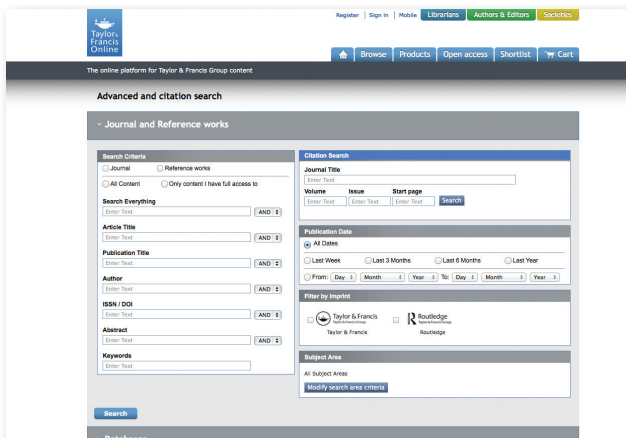 Register | Sign in | Mobile Librarians Authors & Editors Societies
Taylor &
Francis
Online
Browse Products Open access Shortlist Cart
The online platform for Taylor & Francis Group content
Advanced and citation search
Journal and Reference works
Search Criteria
Journal Reference works
All Content Only content I have full access to
Search Everything
Enter Text AND
Article Title
Enter Text AND
Publication Title
Enter Text AND
Author
Enter Text AND
ISSN / DOI
Enter Text AND
Abstract
Enter Text AND
Keywords
Enter Text
Search
Citation Search
Journal Title
Enter Text
Volume Issue Start page
Enter Text Enter Text Enter Text Search
Publication Date
All Dates
Last Week Last 3 Months Last 6 Months Last Year
From: Day Month Year To: Day Month Year
Filter by Imprint
Taylor & Francis Routledge
Taylor & Francis Group Taylor & Francis Group
Taylor & Francis Routledge
Subject Area
All Subject Areas
Modify search area criteria
Databases